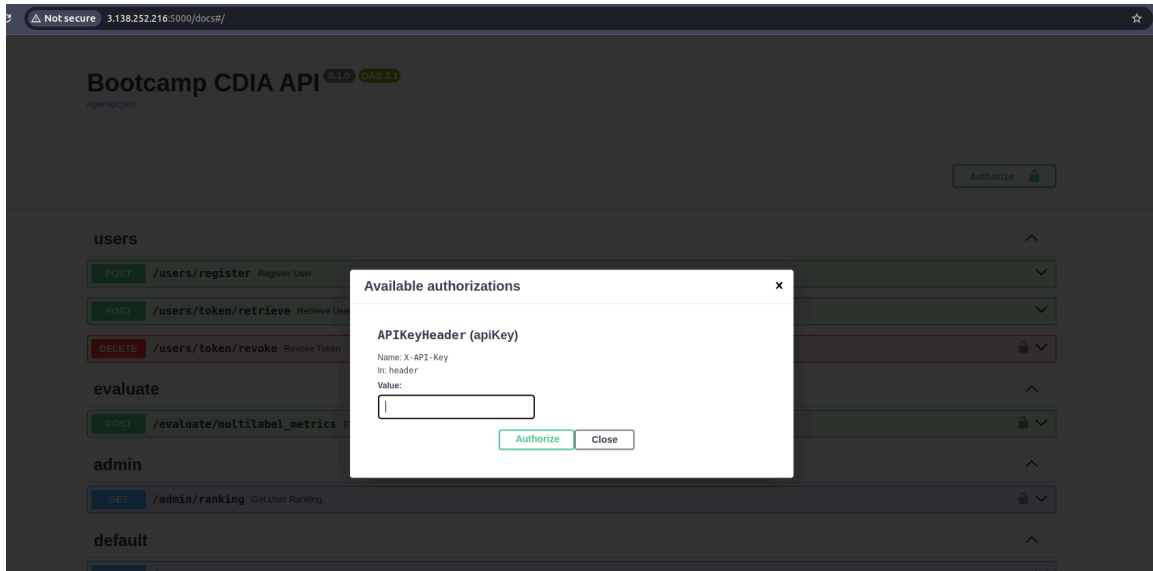 Not secure 3.138.252.216:5000/docs#/
Bootcamp CDIA API 0.1.0 OAS 3.1
/openapi.json
Authorize
users
POST /users/register Register User
POST /users/token/retrieve Retrieve Use
DELETE /users/token/revoke Revoke Token
evaluate
POST /evaluate/multilabel_metrics
admin
GET /admin/ranking Get User Ranking
default
Available authorizations x
APIKeyHeader (apiKey)
Name: X-API-Key
In: header
Value:
Authorize Close